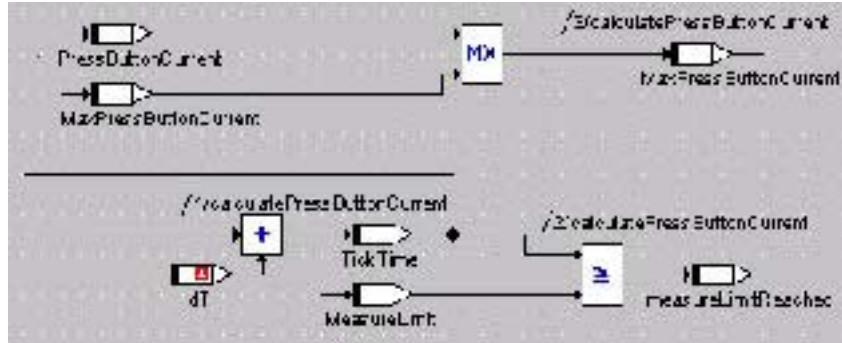 /3/calculatePressButtonCurrent
PressButtonCurrent
MX
MaxPressButtonCurrent
MaxPressButtonCurrent
/1/calculatePressButtonCurrent
+
/2/calculatePressButtonCurrent
TickTime
dT
≥
measureLimitReached
MeasureLimit